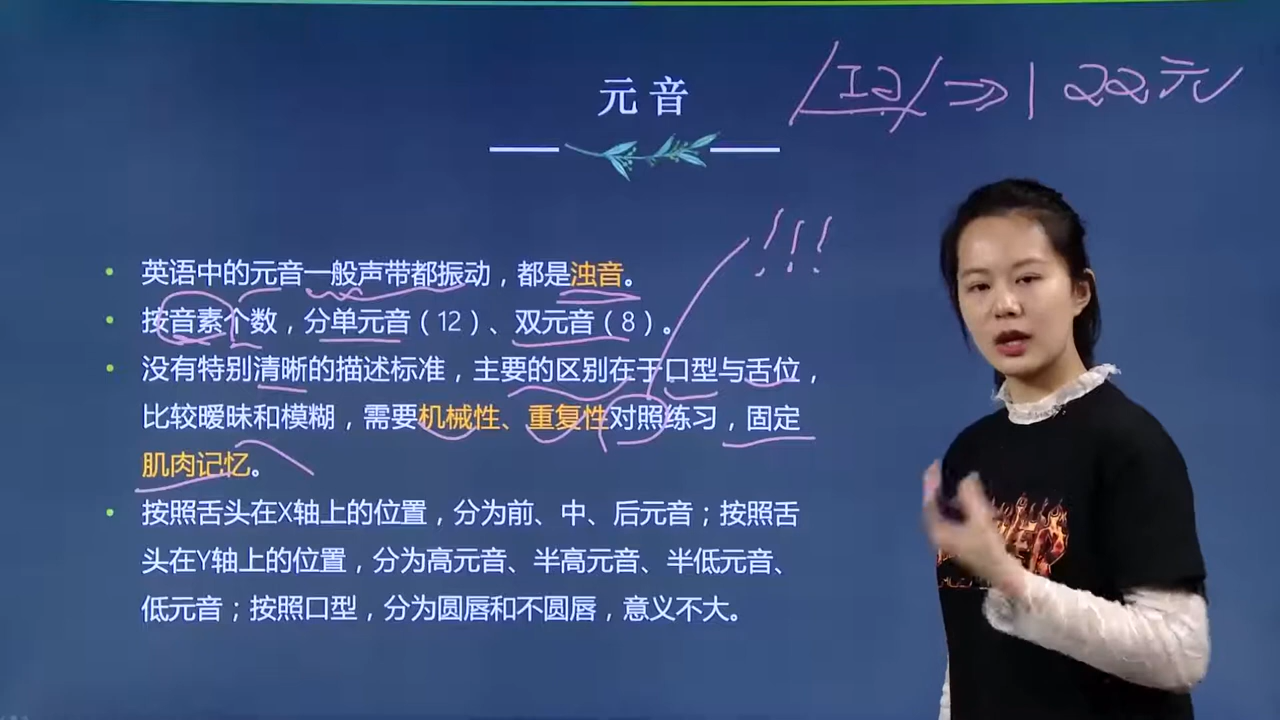 元音
/Iə/ ⇒ 1 22元
!!!
英语中的元音一般声带都振动，都是浊音。
按音素个数，分单元音（12）、双元音（8）。
没有特别清晰的描述标准，主要的区别在于口型与舌位，
比较暧昧和模糊，需要机械性、重复性对照练习，固定
肌肉记忆。
按照舌头在X轴上的位置，分为前、中、后元音；按照舌
头在Y轴上的位置，分为高元音、半高元音、半低元音、
低元音；按照口型，分为圆唇和不圆唇，意义不大。